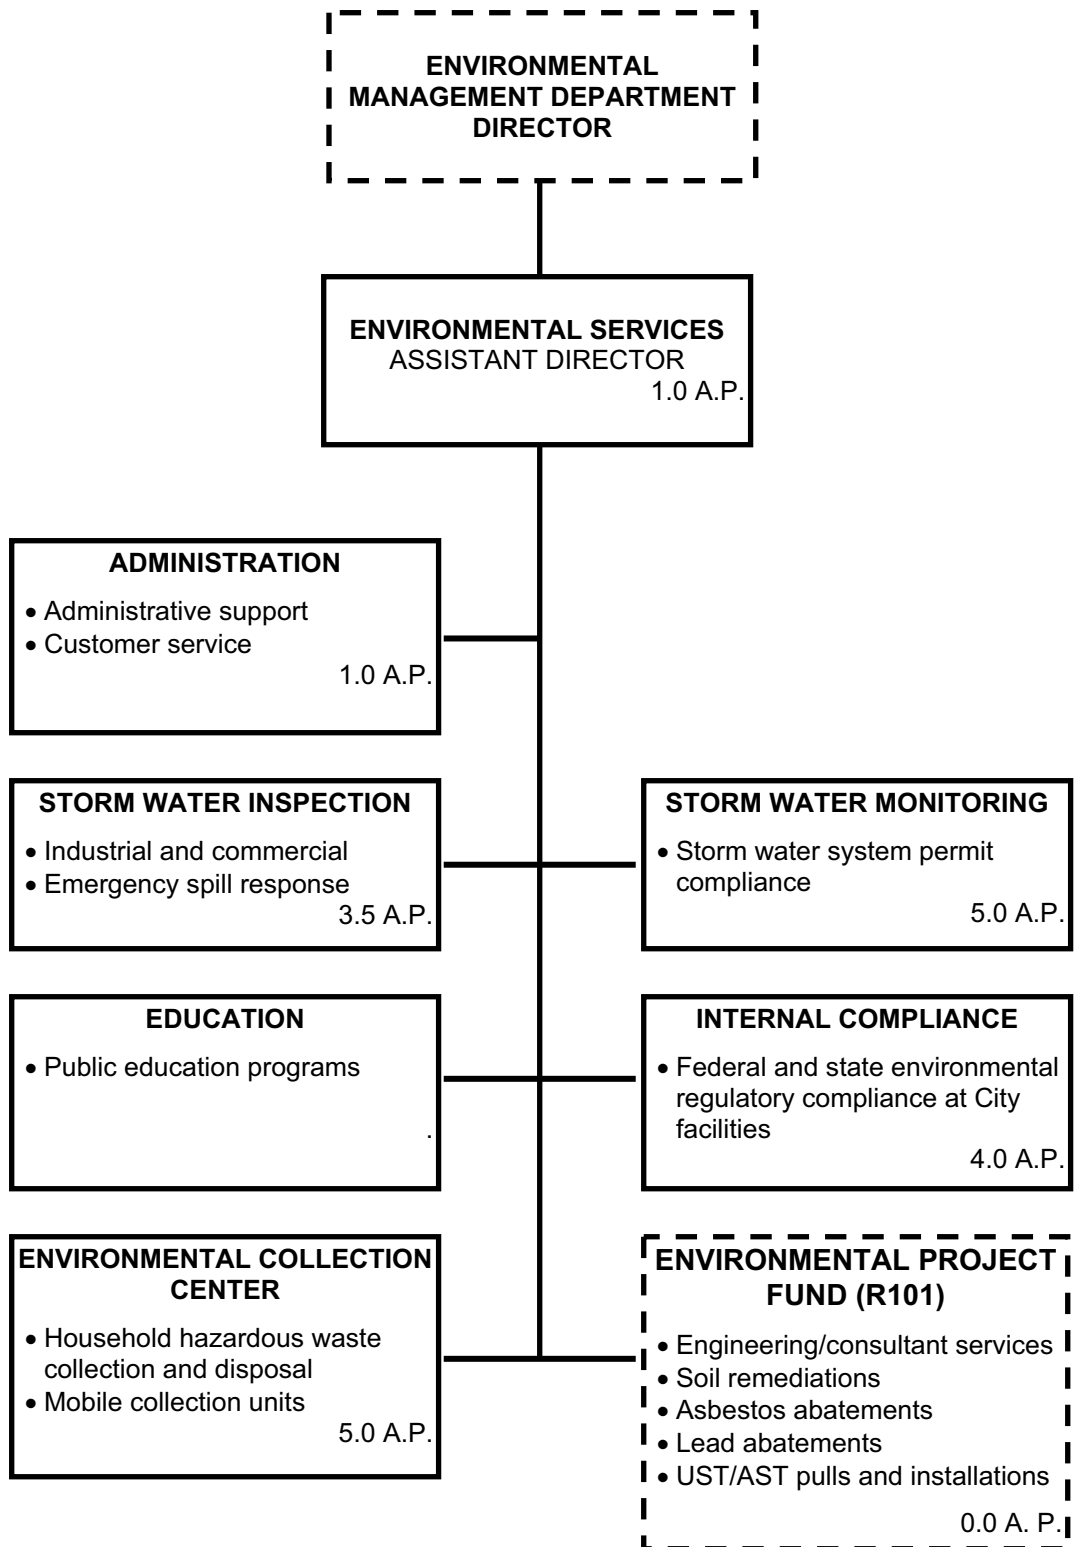 ENVIRONMENTAL
MANAGEMENT DEPARTMENT
DIRECTOR
ENVIRONMENTAL SERVICES
ASSISTANT DIRECTOR
1.0 A.P.
ADMINISTRATION
• Administrative support
• Customer service
1.0 A.P.
STORM WATER INSPECTION
• Industrial and commercial
• Emergency spill response
3.5 A.P.
STORM WATER MONITORING
• Storm water system permit
compliance
5.0 A.P.
EDUCATION
• Public education programs
.
INTERNAL COMPLIANCE
• Federal and state environmental
regulatory compliance at City
facilities
4.0 A.P.
ENVIRONMENTAL COLLECTION
CENTER
• Household hazardous waste
collection and disposal
• Mobile collection units
5.0 A.P.
ENVIRONMENTAL PROJECT
FUND (R101)
• Engineering/consultant services
• Soil remediations
• Asbestos abatements
• Lead abatements
• UST/AST pulls and installations
0.0 A. P.